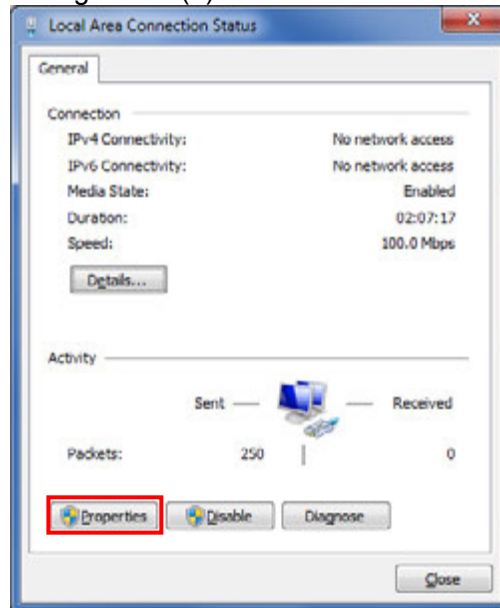 Local Area Connection Status
General
Connection
IPv4 Connectivity: No network access
IPv6 Connectivity: No network access
Media State: Enabled
Duration: 02:07:17
Speed: 100.0 Mbps
Details...
Activity
Sent — — Received
Packets: 250 | 0
Properties Disable Diagnose
Close